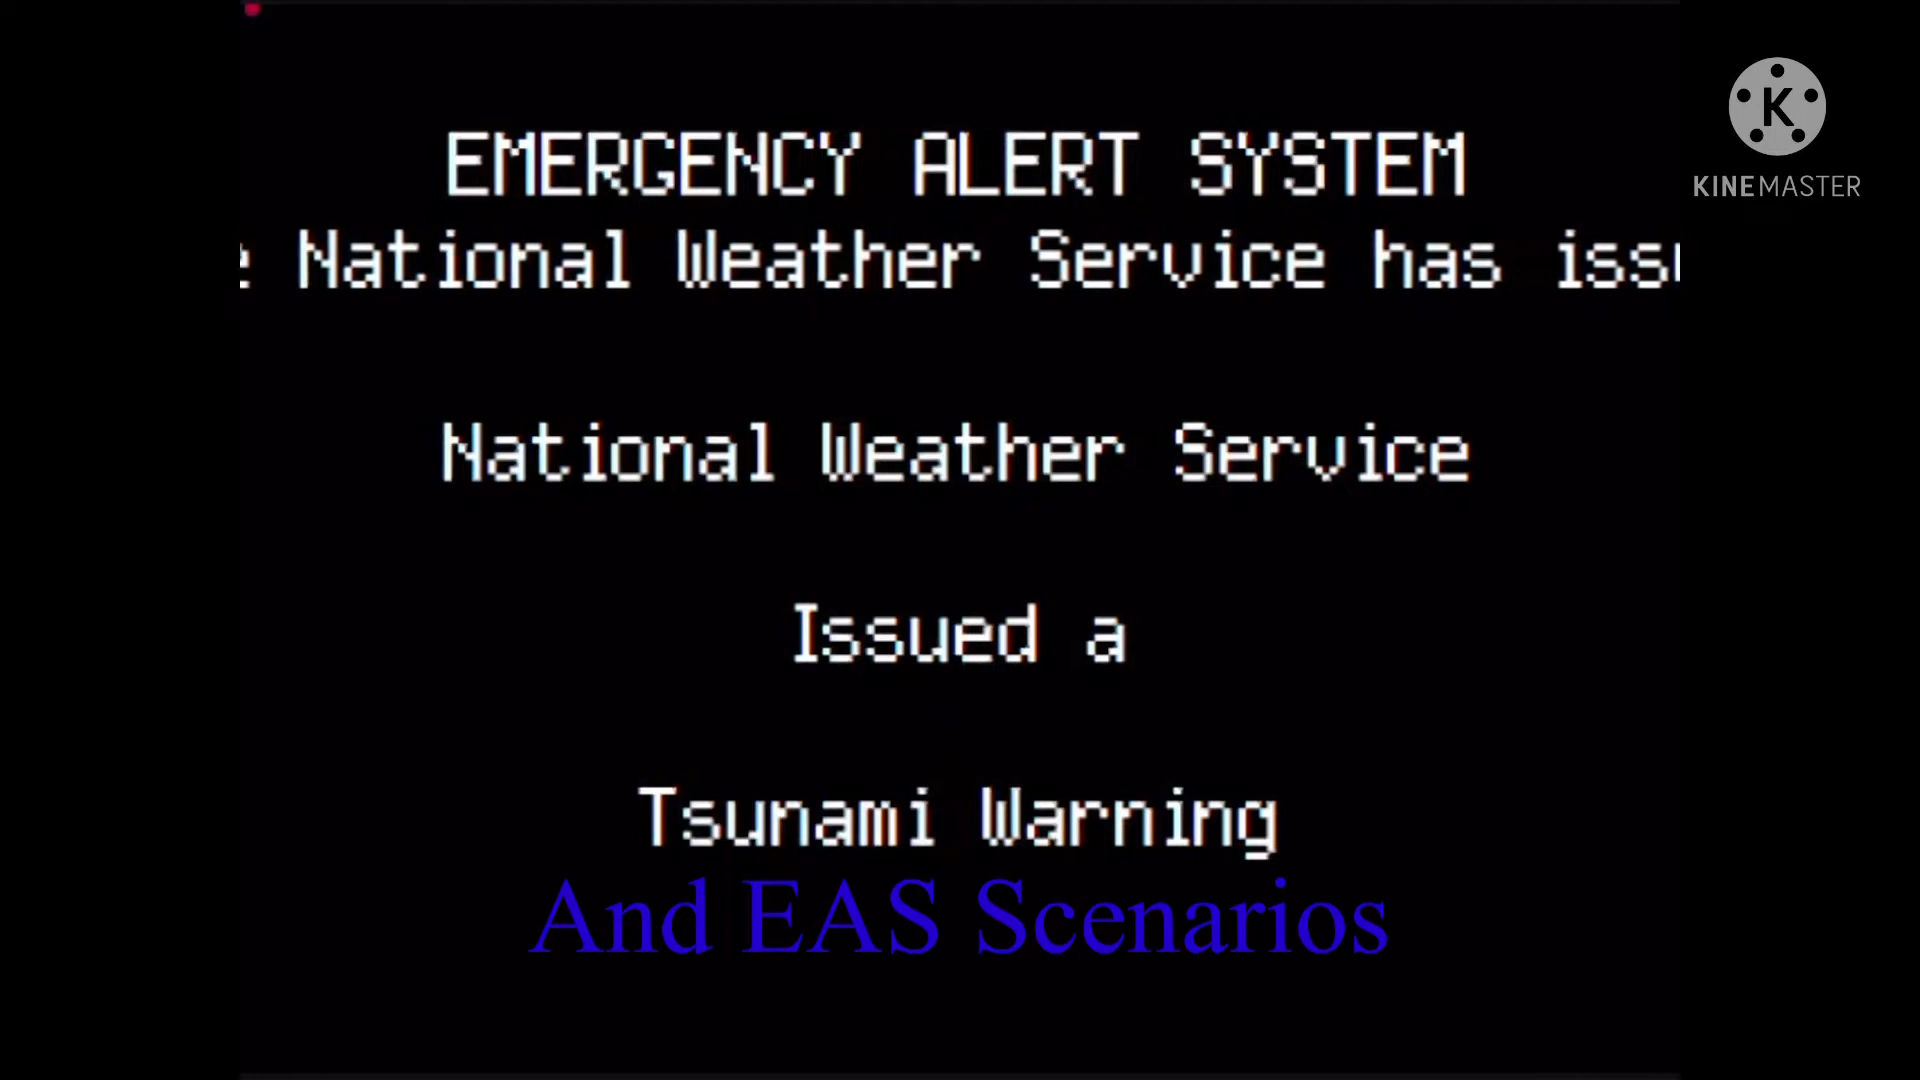 EMERGENCY ALERT SYSTEM
National Weather Service has
National Weather Service
Issued a
Tsunami Warning
And EAS Scenarios
K
KINEMASTER